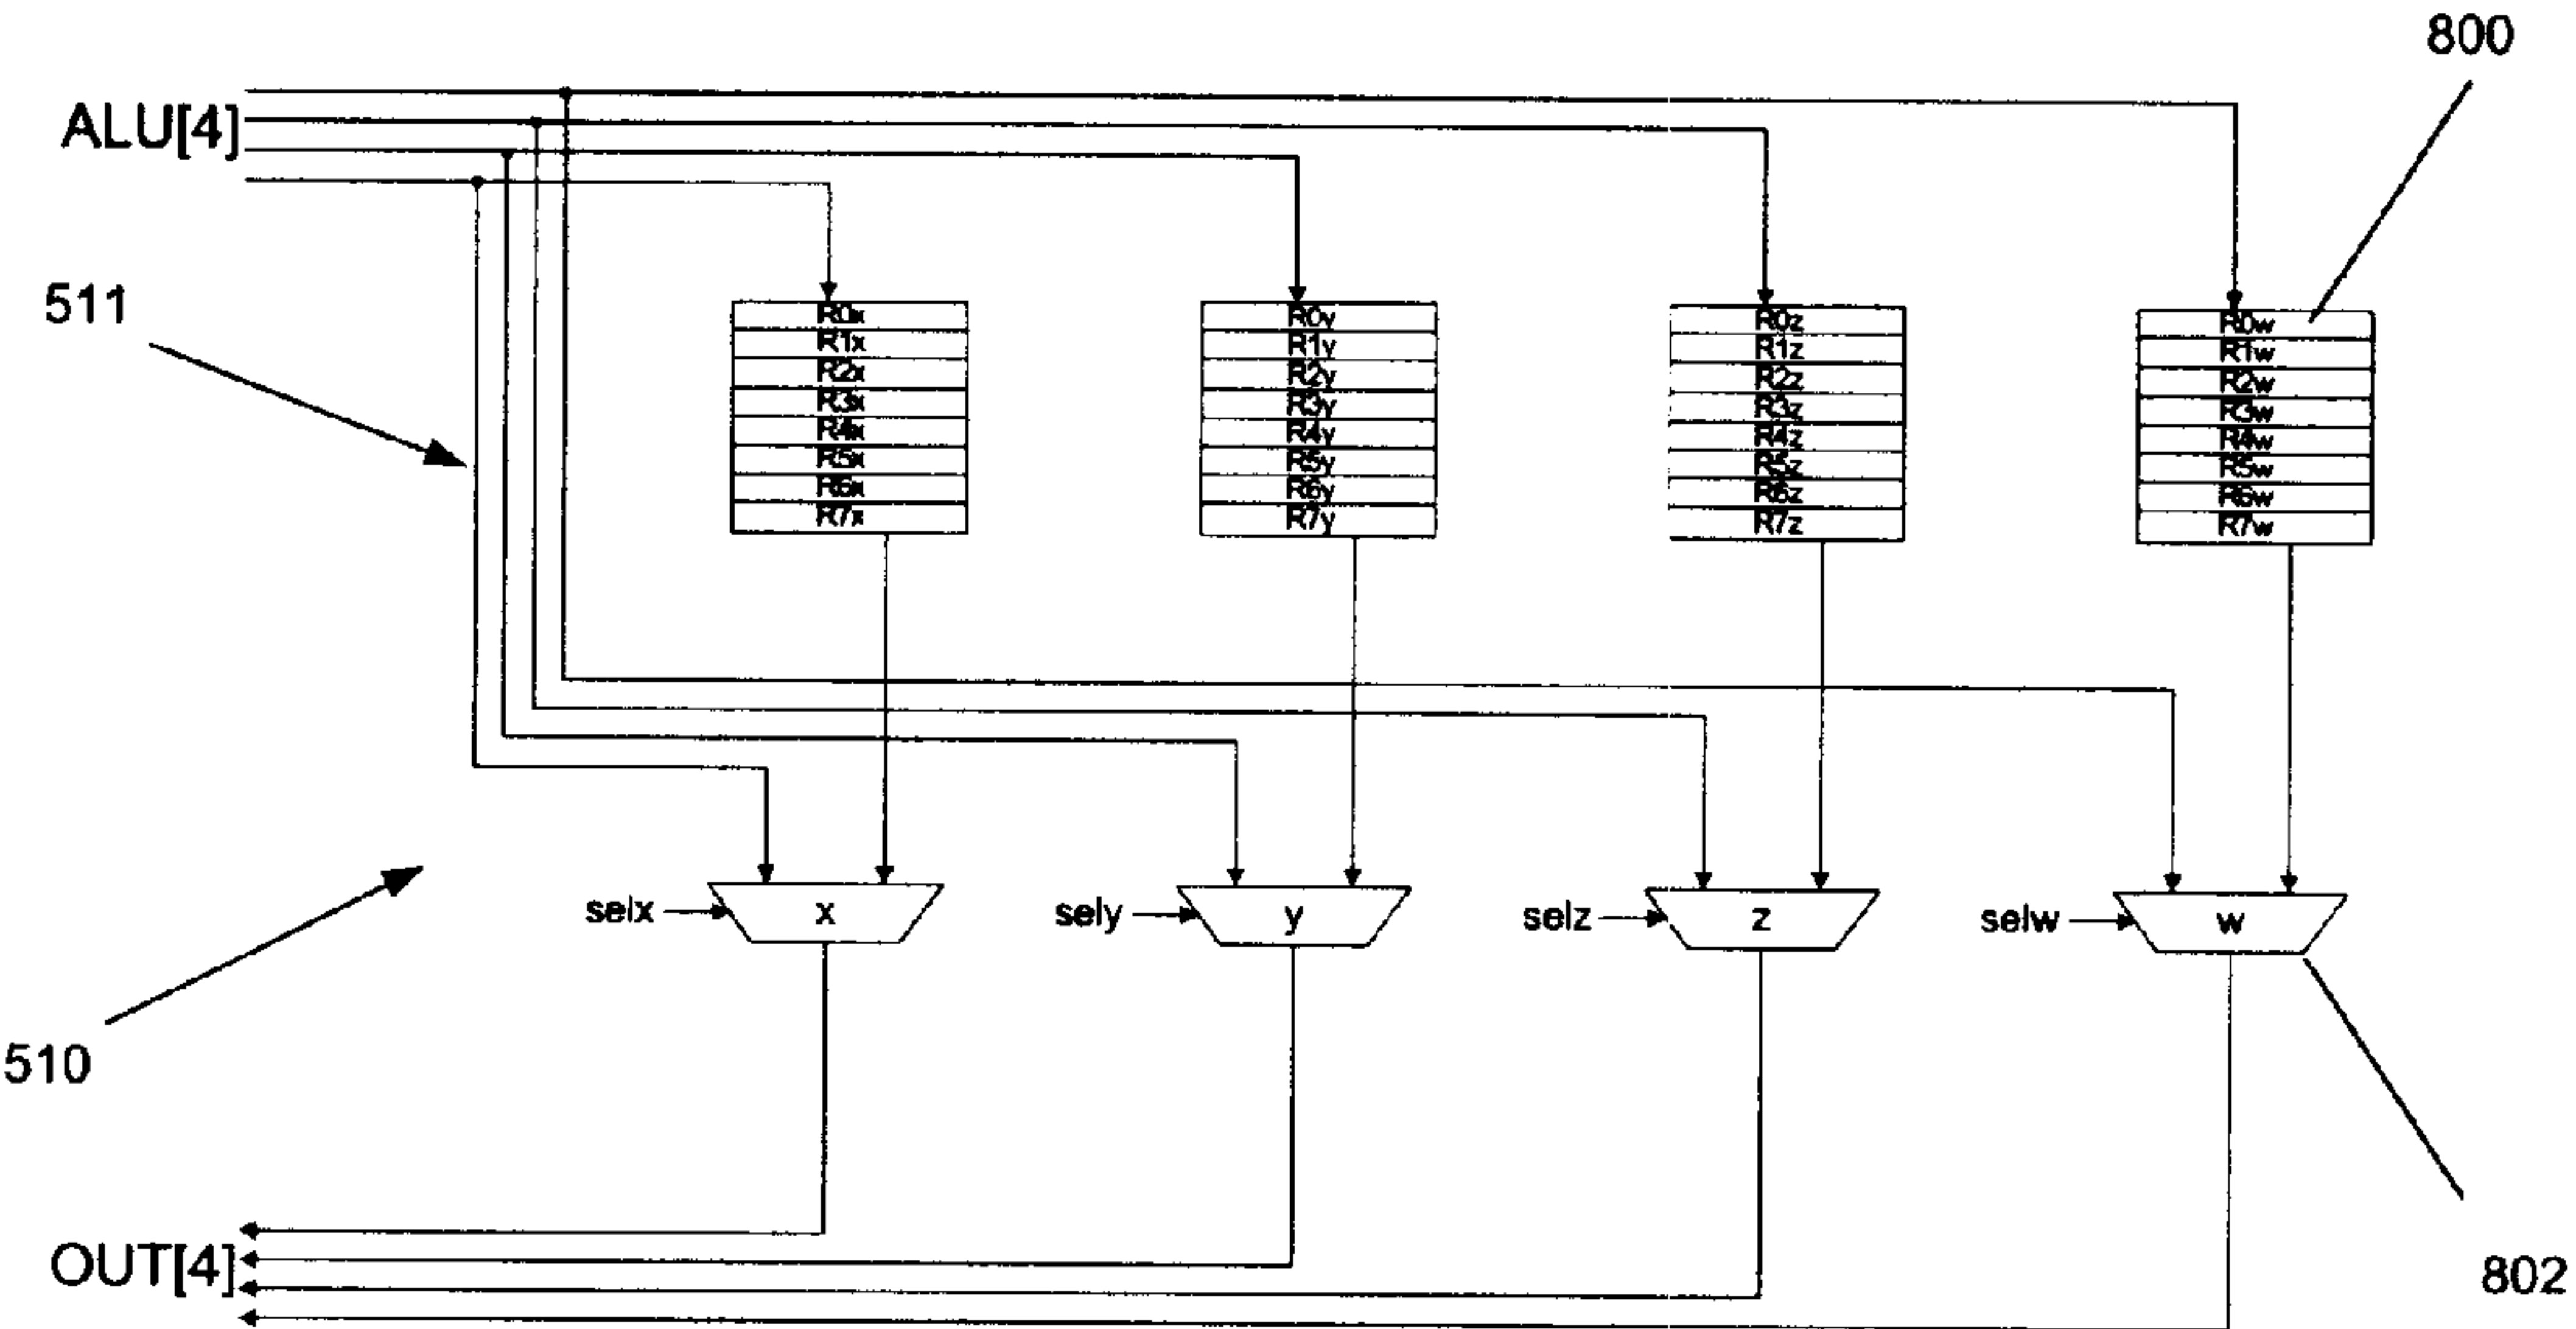 800
ALU[4]
511
R0x
R1x
R2x
R3x
R4x
R5x
R6x
R7x
R0y
R1y
R2y
R3y
R4y
R5y
R6y
R7y
R0z
R1z
R2z
R3z
R4z
R5z
R6z
R7z
R0w
R1w
R2w
R3w
R4w
R5w
R6w
R7w
selx
x
sely
y
selz
z
selw
w
510
OUT[4]
802